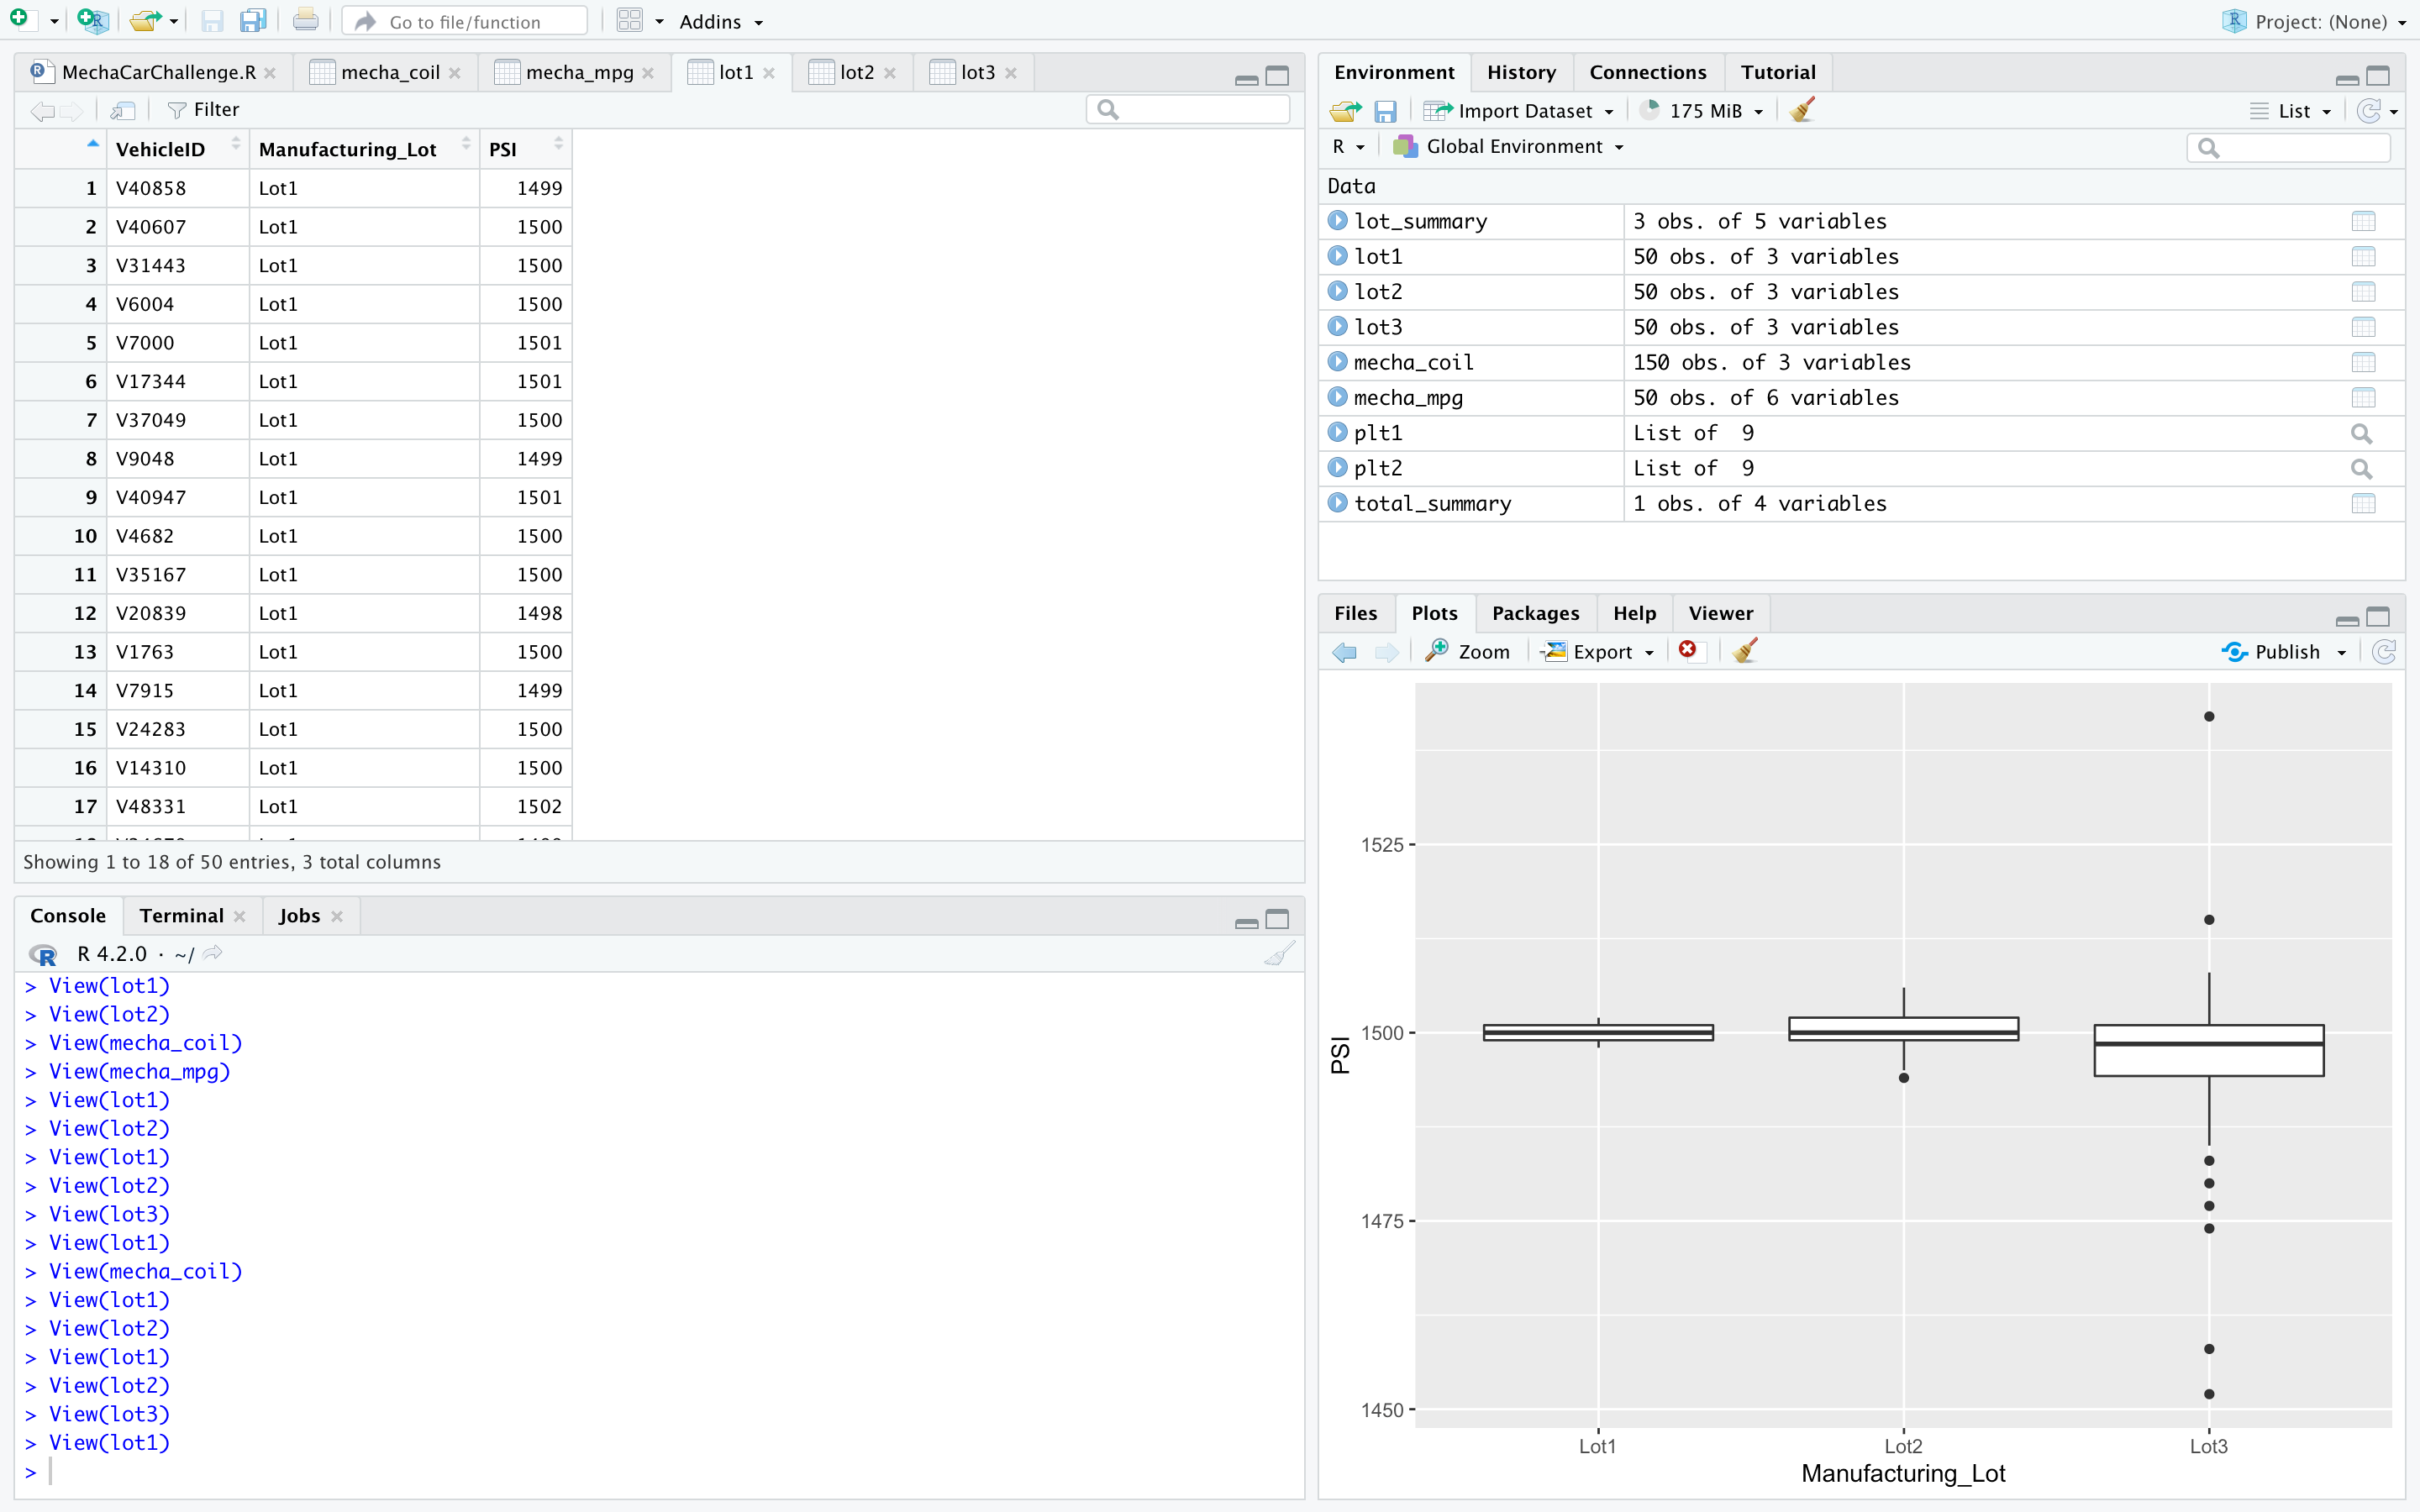 Go to file/function
Addins
Project: (None)
MechaCarChallenge.R
mecha_coil
mecha_mpg
lot1
lot2
lot3
Filter
VehicleID Manufacturing_Lot PSI
1 V40858 Lot1 1499
2 V40607 Lot1 1500
3 V31443 Lot1 1500
4 V6004 Lot1 1500
5 V7000 Lot1 1501
6 V17344 Lot1 1501
7 V37049 Lot1 1500
8 V9048 Lot1 1499
9 V40947 Lot1 1501
10 V4682 Lot1 1500
11 V35167 Lot1 1500
12 V20839 Lot1 1498
13 V1763 Lot1 1500
14 V7915 Lot1 1499
15 V24283 Lot1 1500
16 V14310 Lot1 1500
17 V48331 Lot1 1502
Showing 1 to 18 of 50 entries, 3 total columns
Console Terminal Jobs
R 4.2.0 · ~/
> View(lot1)
> View(lot2)
> View(mecha_coil)
> View(mecha_mpg)
> View(lot1)
> View(lot2)
> View(lot1)
> View(lot2)
> View(lot3)
> View(lot1)
> View(mecha_coil)
> View(lot1)
> View(lot2)
> View(lot1)
> View(lot2)
> View(lot3)
> View(lot1)
>
Environment History Connections Tutorial
Import Dataset 175 MiB List
R Global Environment
Data
lot_summary 3 obs. of 5 variables
lot1 50 obs. of 3 variables
lot2 50 obs. of 3 variables
lot3 50 obs. of 3 variables
mecha_coil 150 obs. of 3 variables
mecha_mpg 50 obs. of 6 variables
plt1 List of 9
plt2 List of 9
total_summary 1 obs. of 4 variables
Files Plots Packages Help Viewer
Zoom Export Publish
1525
1500
1475
1450
PSI
Lot1 Lot2 Lot3
Manufacturing_Lot